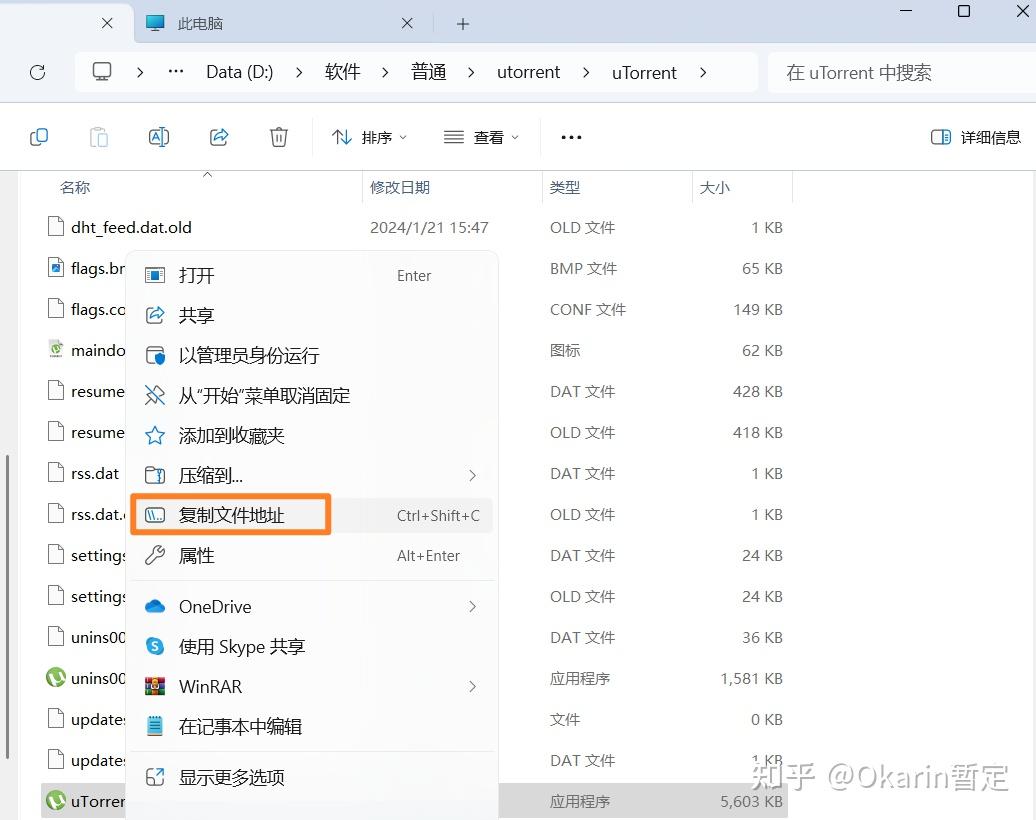 此电脑
Data (D:) 软件 普通 utorrent uTorrent
在 uTorrent 中搜索
排序 查看 详细信息
名称 修改日期 类型 大小
dht_feed.dat.old 2024/1/21 15:47 OLD 文件 1 KB
flags.br BMP 文件 65 KB
flags.co CONF 文件 149 KB
maindo 图标 62 KB
resume DAT 文件 428 KB
resume OLD 文件 418 KB
rss.dat DAT 文件 1 KB
rss.dat. OLD 文件 1 KB
settings DAT 文件 24 KB
settings OLD 文件 24 KB
unins00 DAT 文件 36 KB
unins00 应用程序 1,581 KB
updates 文件 0 KB
updates DAT 文件 1 KB
uTorrer 应用程序 5,603 KB
打开 Enter
共享
以管理员身份运行
从“开始”菜单取消固定
添加到收藏夹
压缩到...
复制文件地址 Ctrl+Shift+C
属性 Alt+Enter
OneDrive
使用 Skype 共享
WinRAR
在记事本中编辑
显示更多选项
知乎 @Okarin暂定